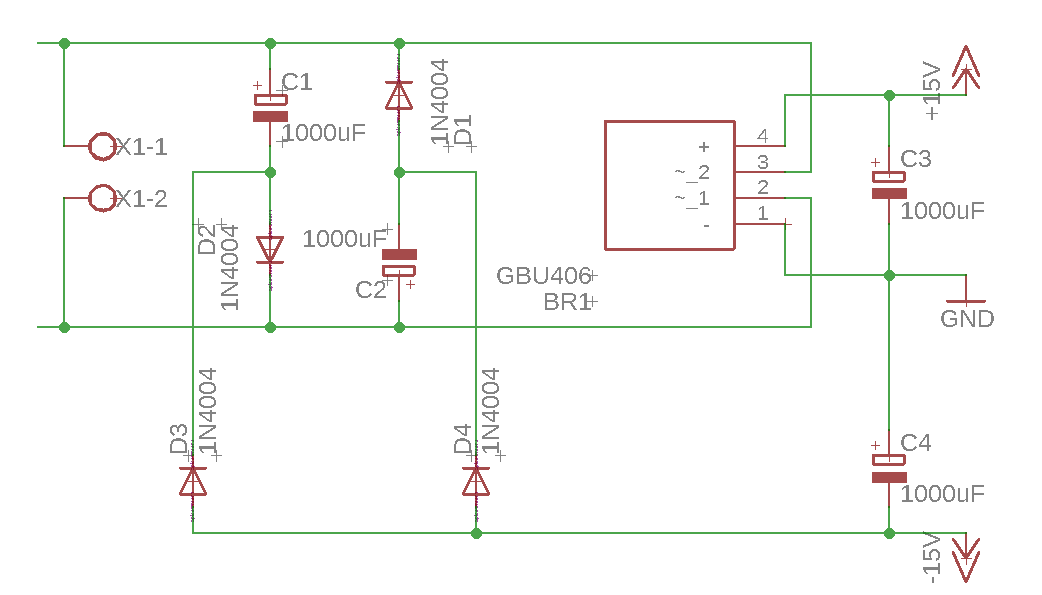 C1
1000uF
1N4004
D1
+15V
X1-1
X1-2
+
~_2
~_1
-
4
3
2
1
C3
1000uF
D2
1N4004
1000uF
C2
GBU406
BR1
GND
D3
1N4004
D4
1N4004
C4
1000uF
-15V